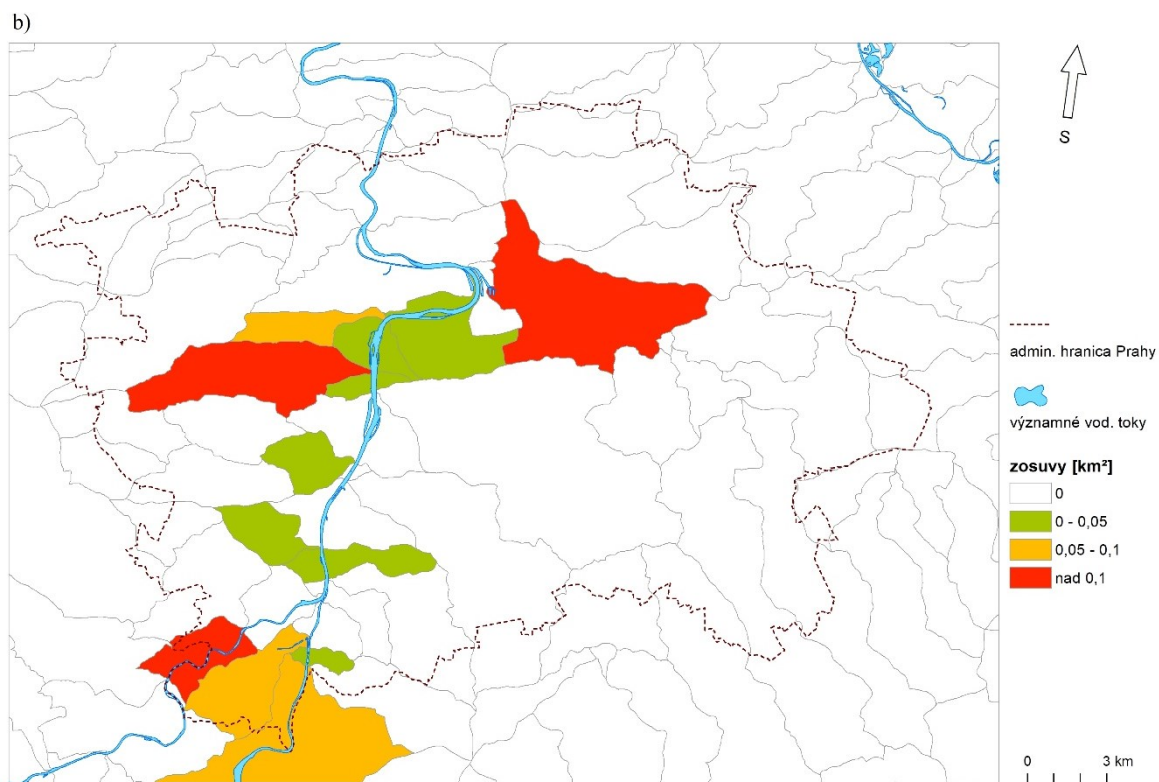 b)
S
admin. hranica Prahy
významné vod. toky
zosuvy [km²]
0
0 - 0,05
0,05 - 0,1
nad 0,1
0 3 km